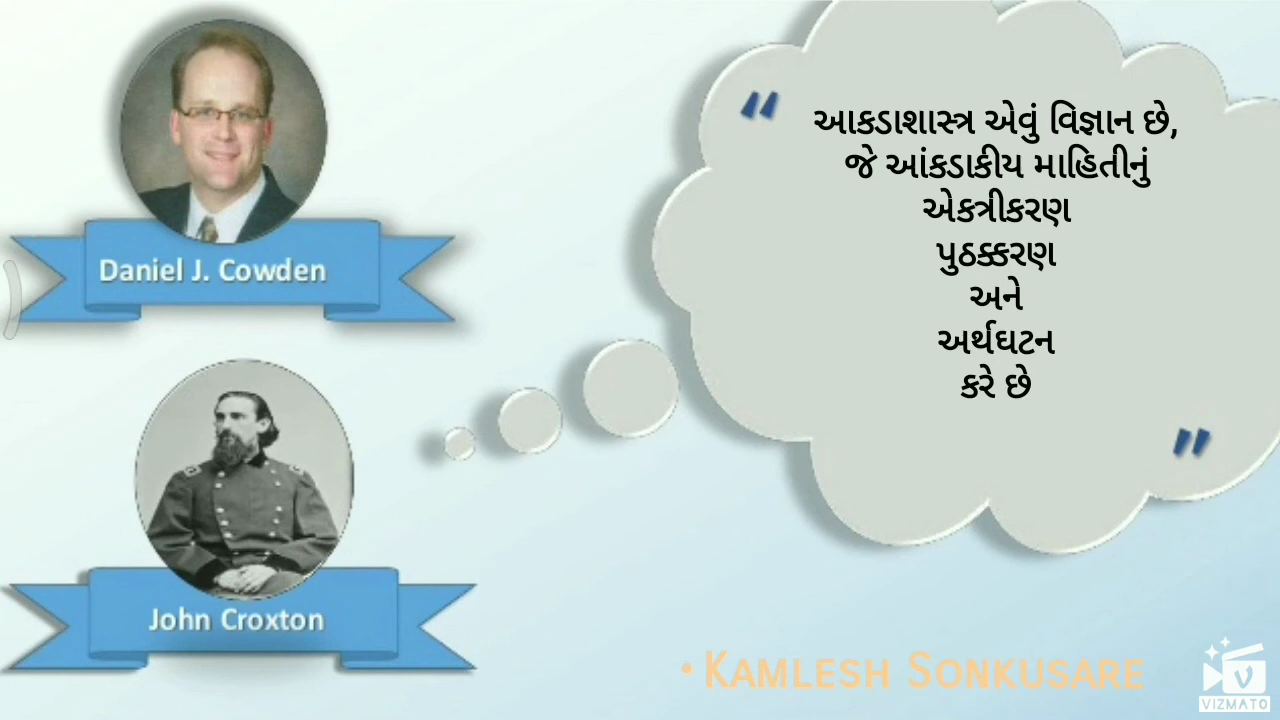 Daniel J. Cowden
John Croxton
“
આકડાશાસ્ત્ર એવું વિજ્ઞાન છે,
જે આંકડાકીય માહિતીનું
એકત્રીકરણ
પુઠક્કરણ
અને
અર્થઘટન
કરે છે
”
• KAMLESH SONKUSARE
V
VIZMATO